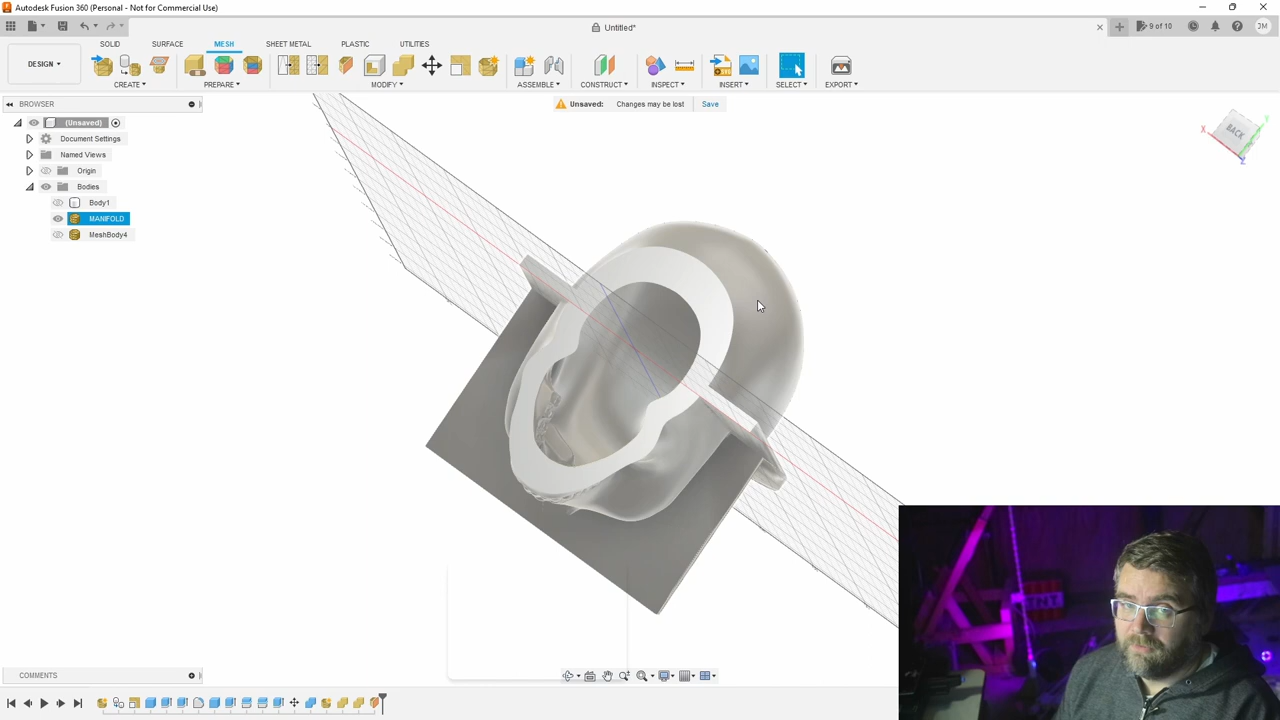 Autodesk Fusion 360 (Personal - Not for Commercial Use)
Untitled*
9 of 10
JM
DESIGN
SOLID
SURFACE
MESH
SHEET METAL
PLASTIC
UTILITIES
CREATE
PREPARE
MODIFY
ASSEMBLE
CONSTRUCT
INSPECT
INSERT
SELECT
EXPORT
BROWSER
Unsaved: Changes may be lost Save
(Unsaved)
Document Settings
Named Views
Origin
Bodies
Body1
MANIFOLD
MeshBody4
BACK
X
Y
Z
TNT
COMMENTS